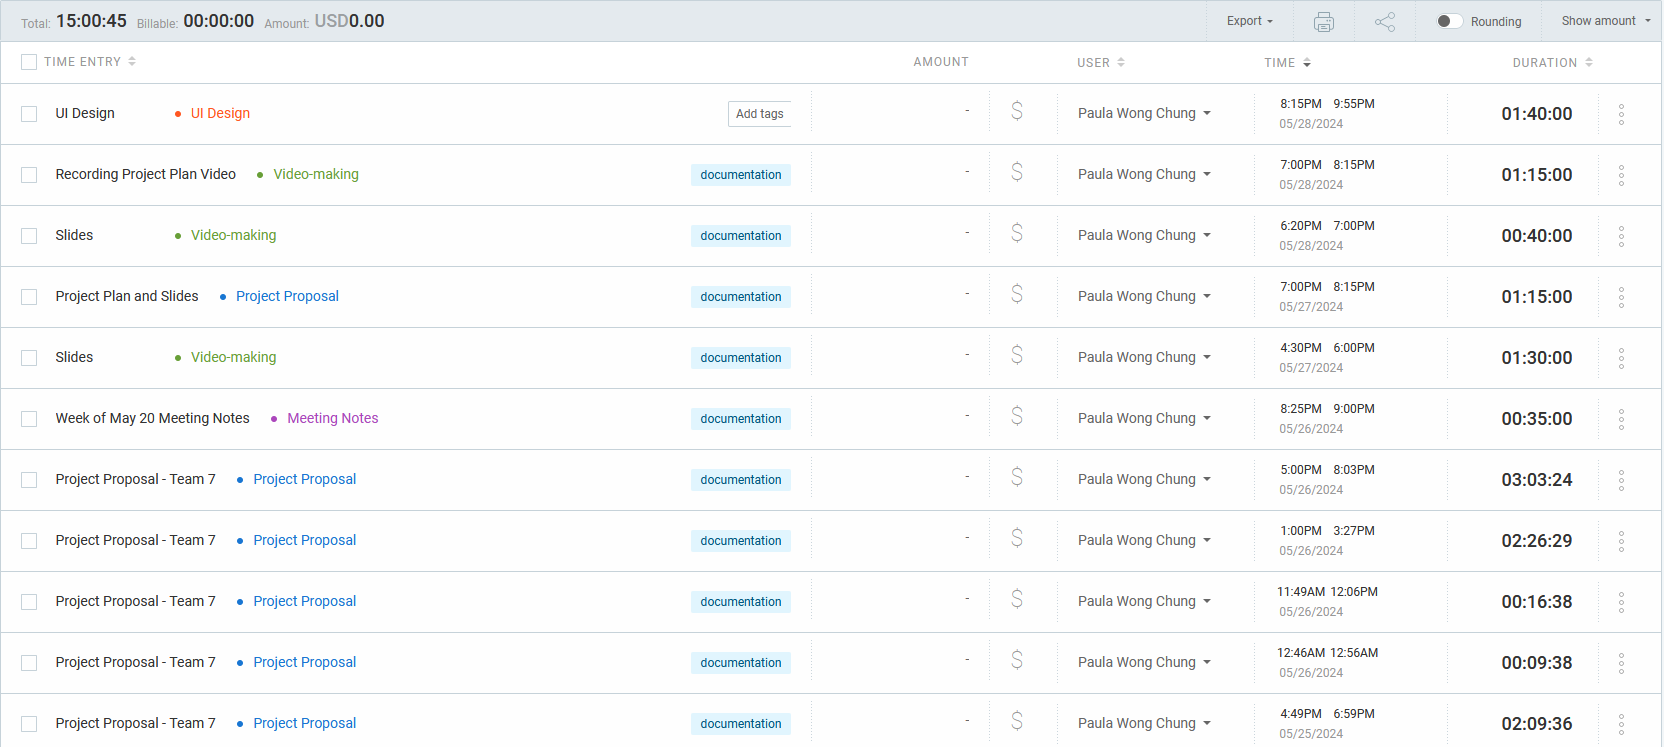 Total: 15:00:45 Billable: 00:00:00 Amount: USD0.00 Export Rounding Show amount
TIME ENTRY AMOUNT USER TIME DURATION
UI Design • UI Design Add tags - $ Paula Wong Chung 8:15PM 9:55PM 01:40:00
05/28/2024
Recording Project Plan Video • Video-making documentation - $ Paula Wong Chung 7:00PM 8:15PM 01:15:00
05/28/2024
Slides • Video-making documentation - $ Paula Wong Chung 6:20PM 7:00PM 00:40:00
05/28/2024
Project Plan and Slides • Project Proposal documentation - $ Paula Wong Chung 7:00PM 8:15PM 01:15:00
05/27/2024
Slides • Video-making documentation - $ Paula Wong Chung 4:30PM 6:00PM 01:30:00
05/27/2024
Week of May 20 Meeting Notes • Meeting Notes documentation - $ Paula Wong Chung 8:25PM 9:00PM 00:35:00
05/26/2024
Project Proposal - Team 7 • Project Proposal documentation - $ Paula Wong Chung 5:00PM 8:03PM 03:03:24
05/26/2024
Project Proposal - Team 7 • Project Proposal documentation - $ Paula Wong Chung 1:00PM 3:27PM 02:26:29
05/26/2024
Project Proposal - Team 7 • Project Proposal documentation - $ Paula Wong Chung 11:49AM 12:06PM 00:16:38
05/26/2024
Project Proposal - Team 7 • Project Proposal documentation - $ Paula Wong Chung 12:46AM 12:56AM 00:09:38
05/26/2024
Project Proposal - Team 7 • Project Proposal documentation - $ Paula Wong Chung 4:49PM 6:59PM 02:09:36
05/25/2024